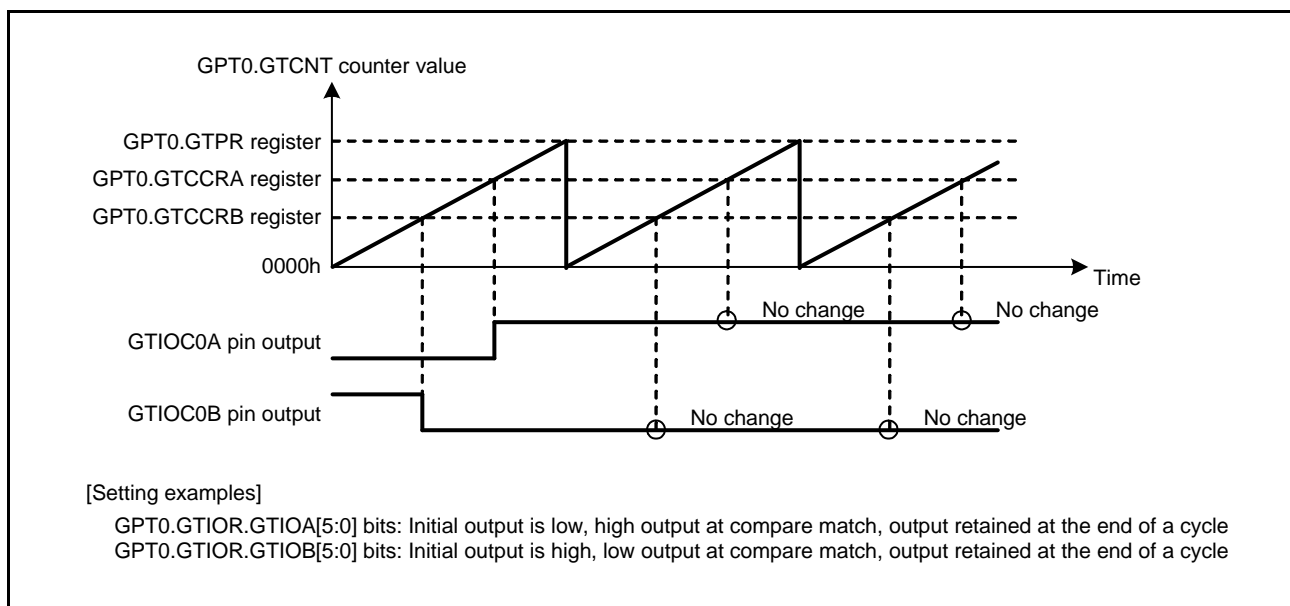 GPT0.GTCNT counter value
GPT0.GTPR register
GPT0.GTCCRA register
GPT0.GTCCRB register
0000h
Time
No change
No change
GTIOC0A pin output
GTIOC0B pin output
No change
No change
[Setting examples]
GPT0.GTIOR.GTIOA[5:0] bits: Initial output is low, high output at compare match, output retained at the end of a cycle
GPT0.GTIOR.GTIOB[5:0] bits: Initial output is high, low output at compare match, output retained at the end of a cycle